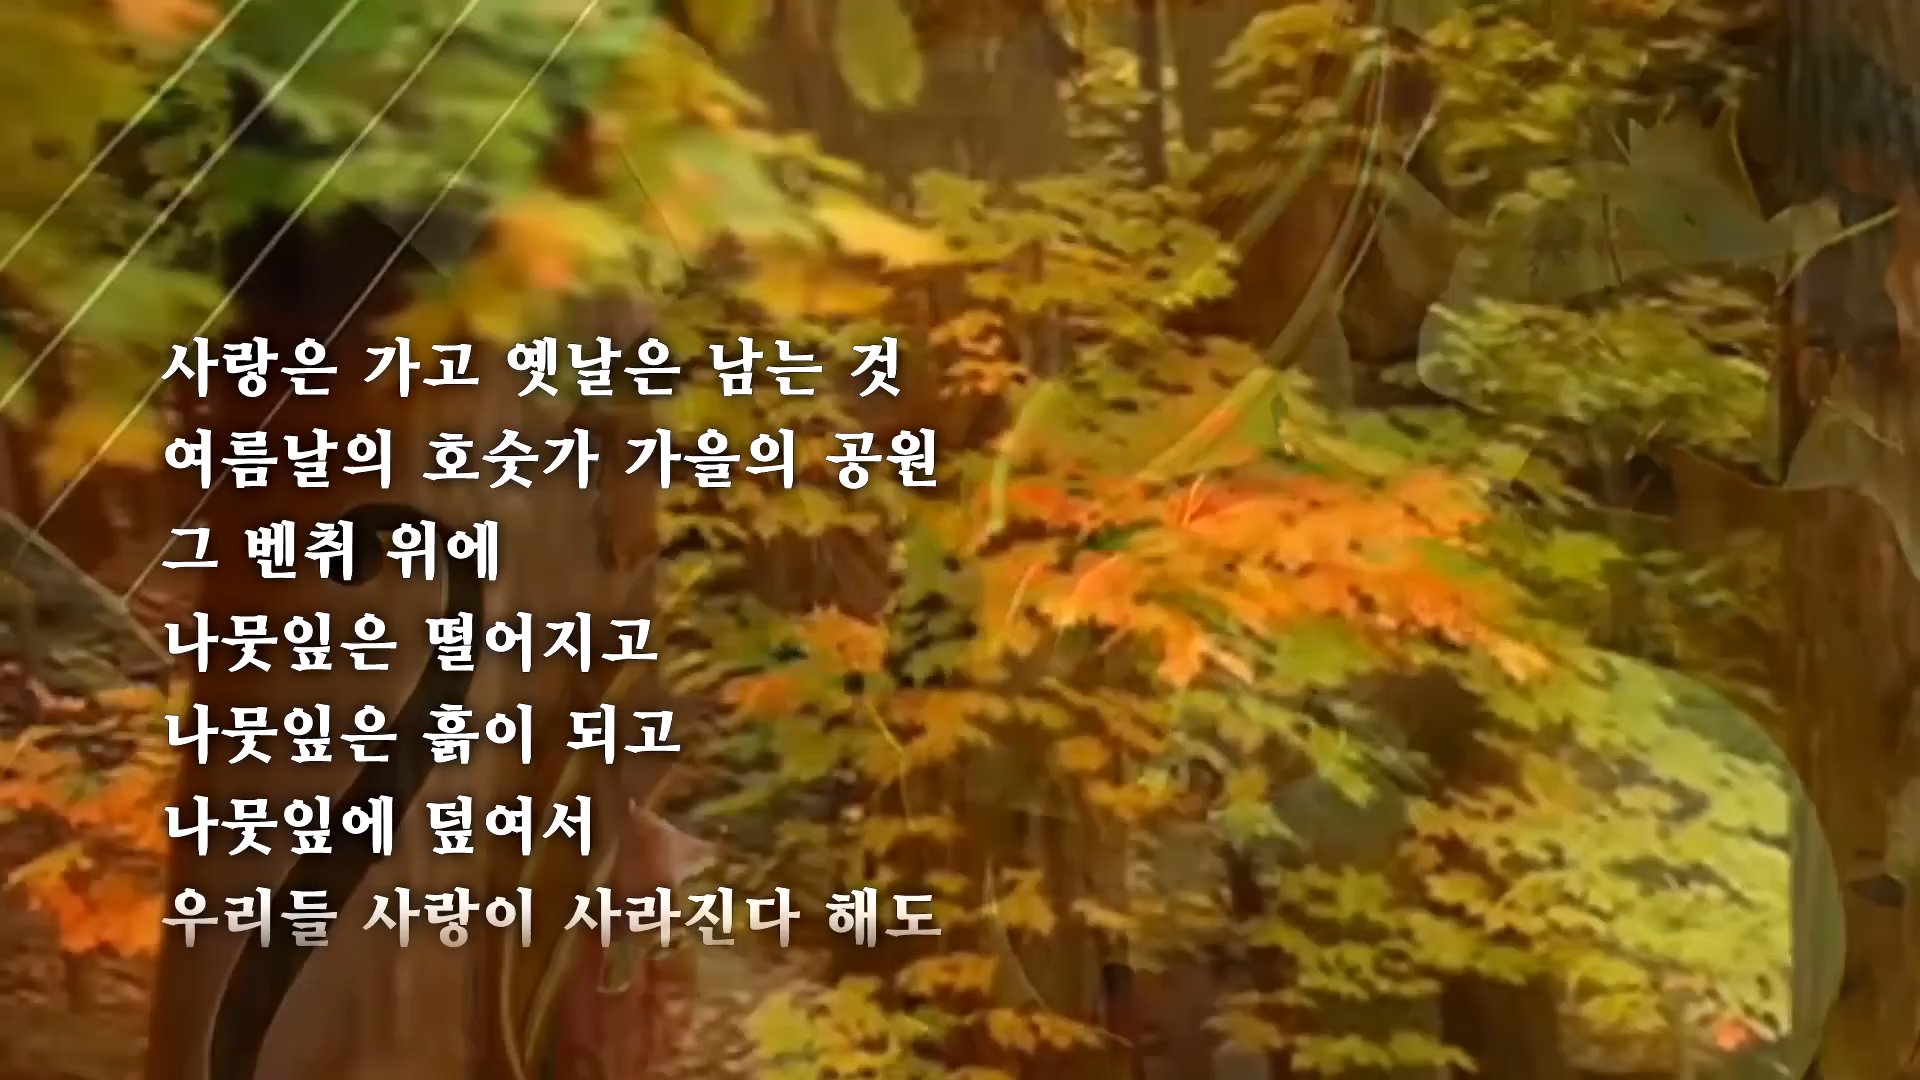 사랑은 가고 옛날은 남는 것
여름날의 호숫가 가을의 공원
그 벤취 위에
나뭇잎은 떨어지고
나뭇잎은 흙이 되고
나뭇잎에 덮여서
우리들 사랑이 사라진다 해도